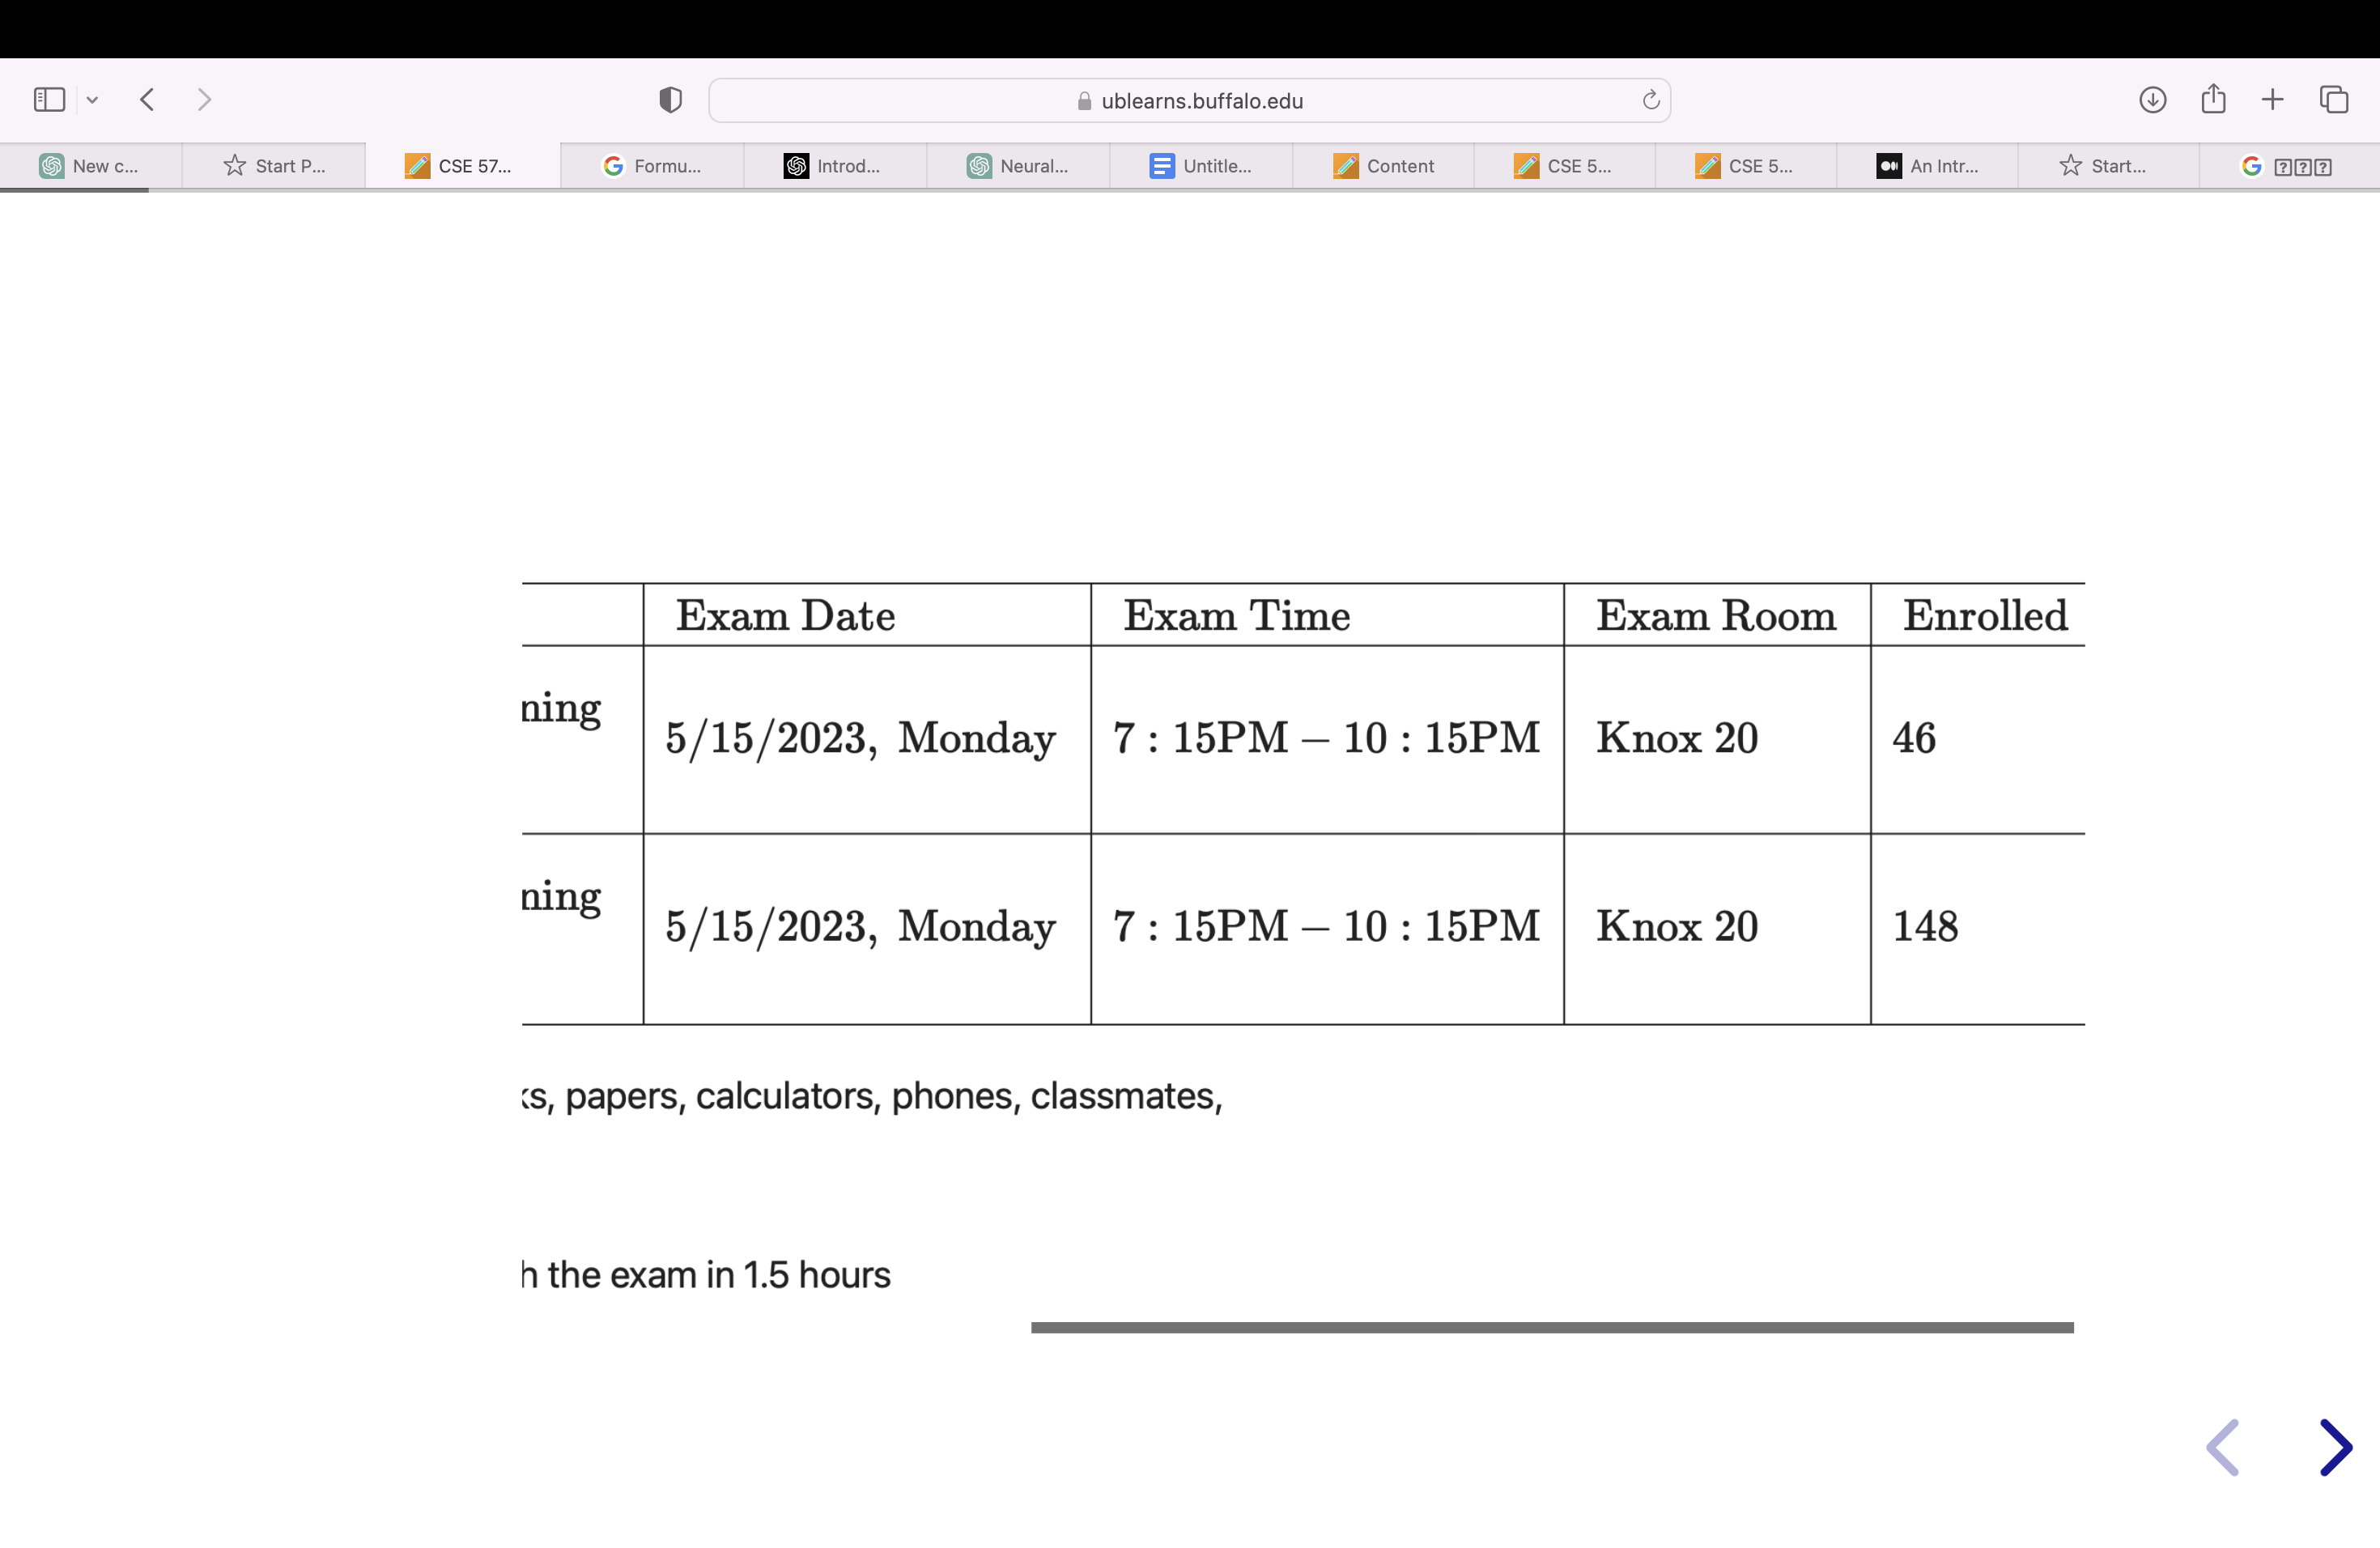 ublearns.buffalo.edu
New c... Start P... CSE 57... Formu... Introd... Neural... Untitle... Content CSE 5... CSE 5... An Intr... Start...
Exam Date Exam Time Exam Room Enrolled
ning
5/15/2023, Monday 7 : 15PM – 10 : 15PM Knox 20 46
ning
5/15/2023, Monday 7 : 15PM – 10 : 15PM Knox 20 148
ks, papers, calculators, phones, classmates,
h the exam in 1.5 hours